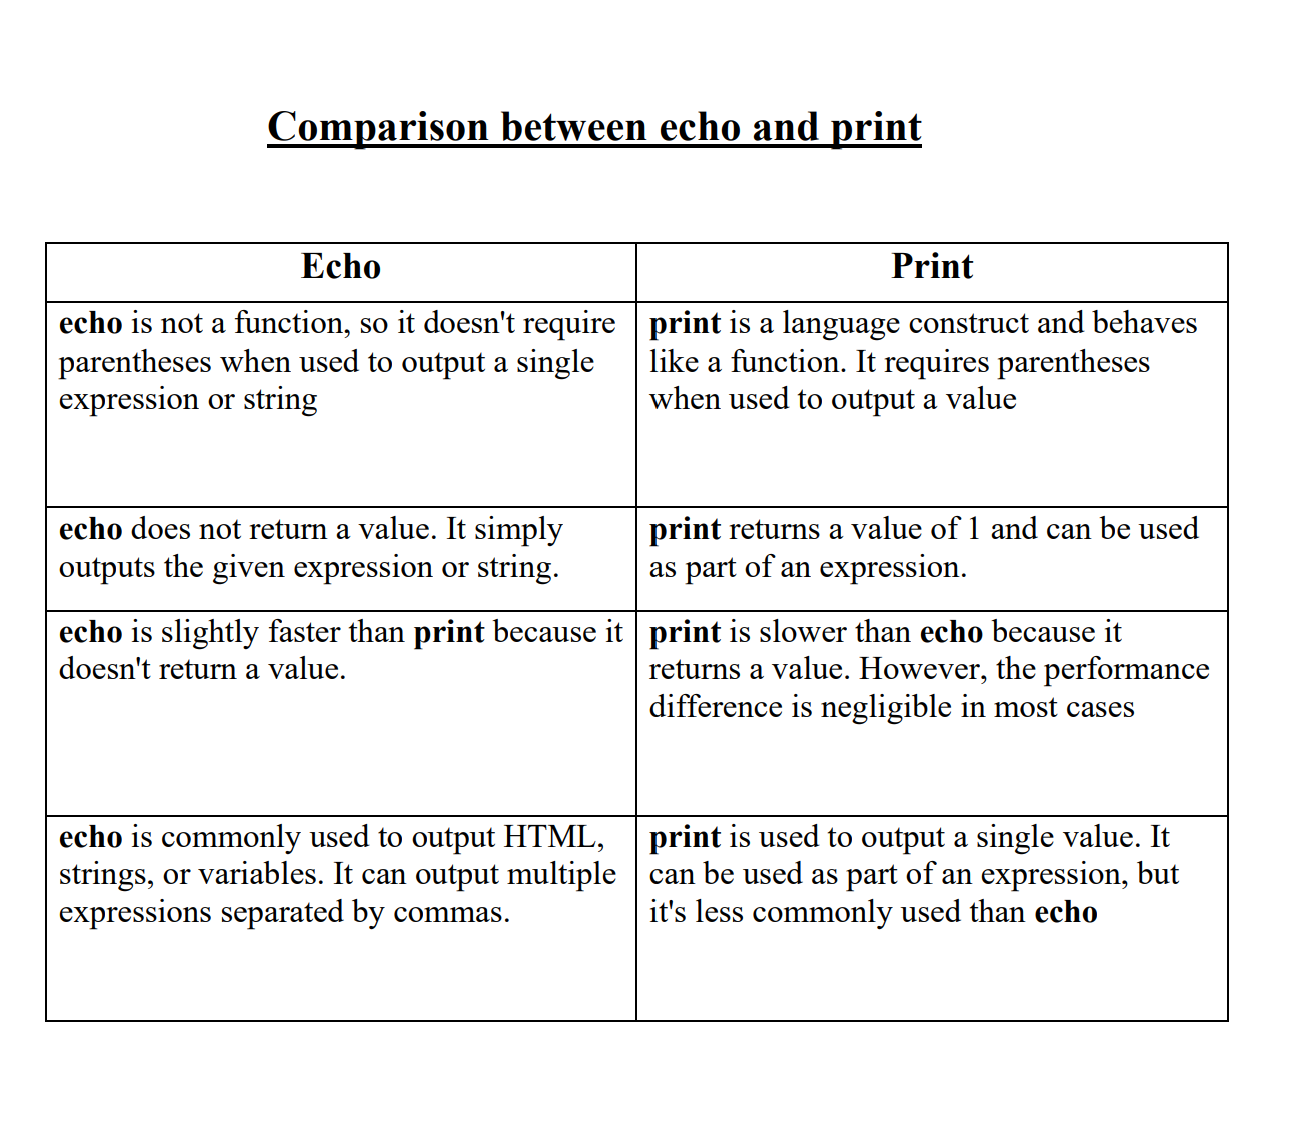 Comparison between echo and print
Echo
Print
echo is not a function, so it doesn't require
parentheses when used to output a single
expression or string
print is a language construct and behaves
like a function. It requires parentheses
when used to output a value
echo does not return a value. It simply
outputs the given expression or string.
print returns a value of 1 and can be used
as part of an expression.
echo is slightly faster than print because it
doesn't return a value.
print is slower than echo because it
returns a value. However, the performance
difference is negligible in most cases
echo is commonly used to output HTML,
strings, or variables. It can output multiple
expressions separated by commas.
print is used to output a single value. It
can be used as part of an expression, but
it's less commonly used than echo